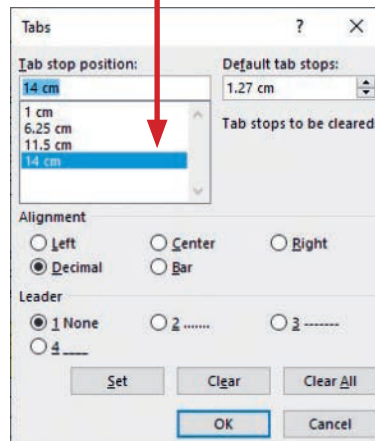 Tabs ? ×
Tab stop position: Default tab stops:
14 cm 1.27 cm
1 cm Tab stops to be cleared
6.25 cm
11.5 cm
14 cm
Alignment
Left Center Right
Decimal Bar
Leader
1 None 2 ....... 3 -------
4 ___
Set Clear Clear All
OK Cancel